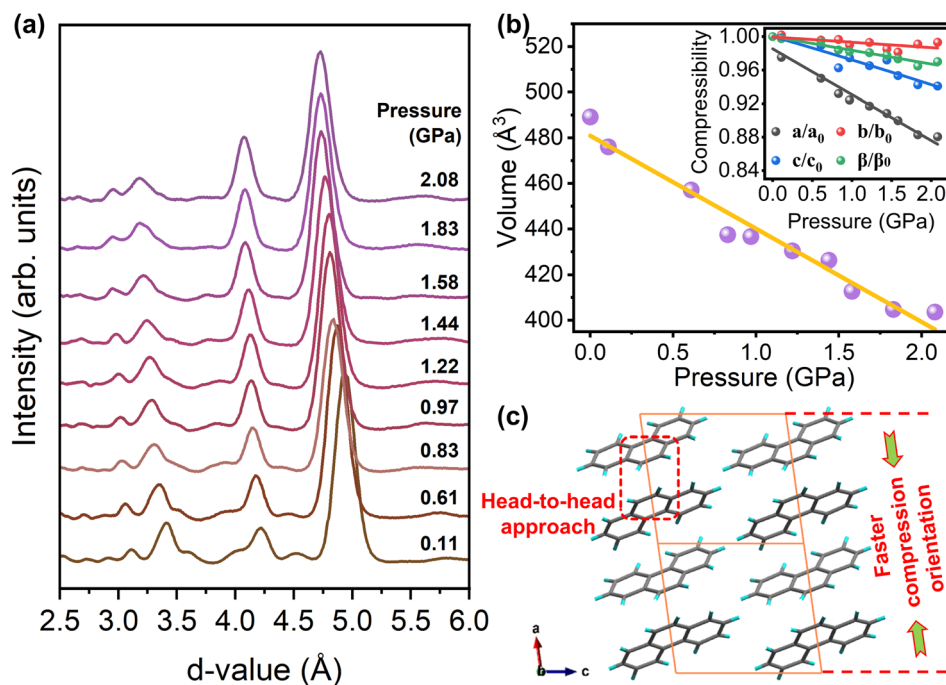 (a)
Intensity (arb. units)
Pressure
(GPa)
2.08
1.83
1.58
1.44
1.22
0.97
0.83
0.61
0.11
2.5 3.0 3.5 4.0 4.5 5.0 5.5 6.0
d-value (Å)
(b)
Volume (Å³)
520
500
480
460
440
420
400
0.0 0.5 1.0 1.5 2.0
Pressure (GPa)
Compressibility
1.00
0.96
0.92
0.88
0.84
a/a₀ b/b₀
c/c₀ β/β₀
0.0 0.5 1.0 1.5 2.0
Pressure (GPa)
(c)
Head-to-head
approach
Faster
compression
orientation
a
b c